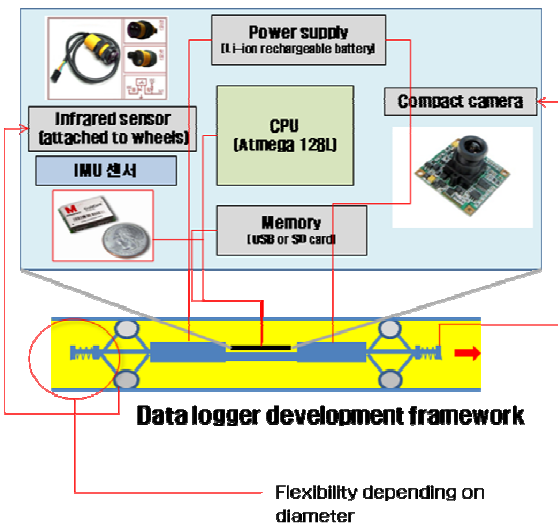 Power supply
(Li-ion rechargeable battery)
Infrared sensor
(attached to wheels)
CPU
(Atmega 128L)
Compact camera
IMU 센서
Memory
(USB or SD card)
Data logger development framework
Flexibility depending on
diameter